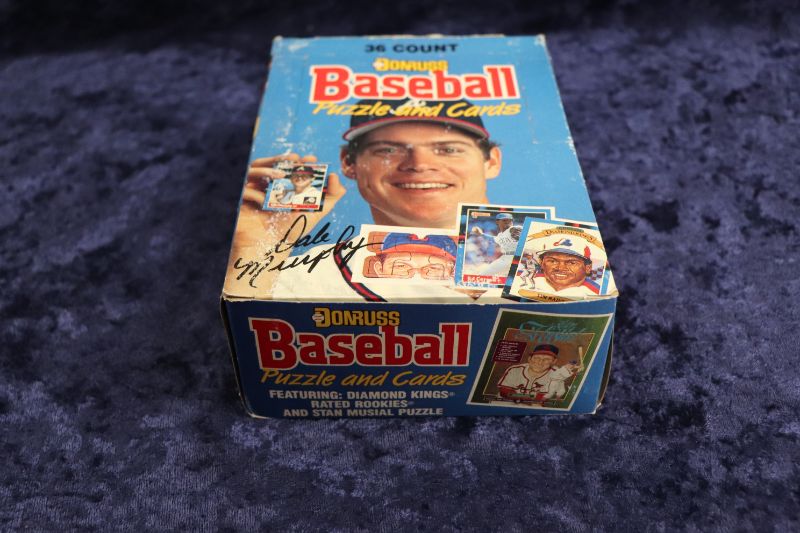 36 COUNT
DONRUSS
Baseball
Puzzle and Cards
Dale
Murphy
DONRUSS
Baseball
Puzzle and Cards
FEATURING: DIAMOND KINGS®
RATED ROOKIES®
AND STAN MUSIAL PUZZLE